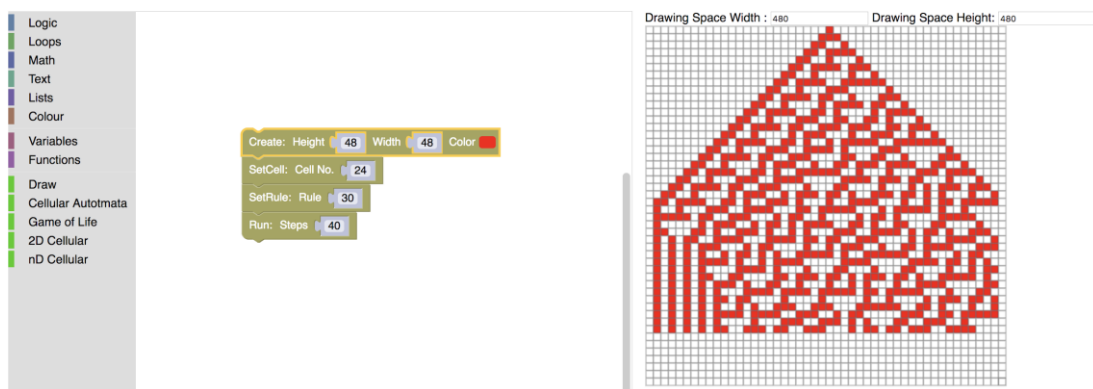 Logic
Loops
Math
Text
Lists
Colour
Variables
Functions
Draw
Cellular Autotmata
Game of Life
2D Cellular
nD Cellular
Create: Height 48 Width 48 Color
SetCell: Cell No. 24
SetRule: Rule 30
Run: Steps 40
Drawing Space Width : 480 Drawing Space Height: 480